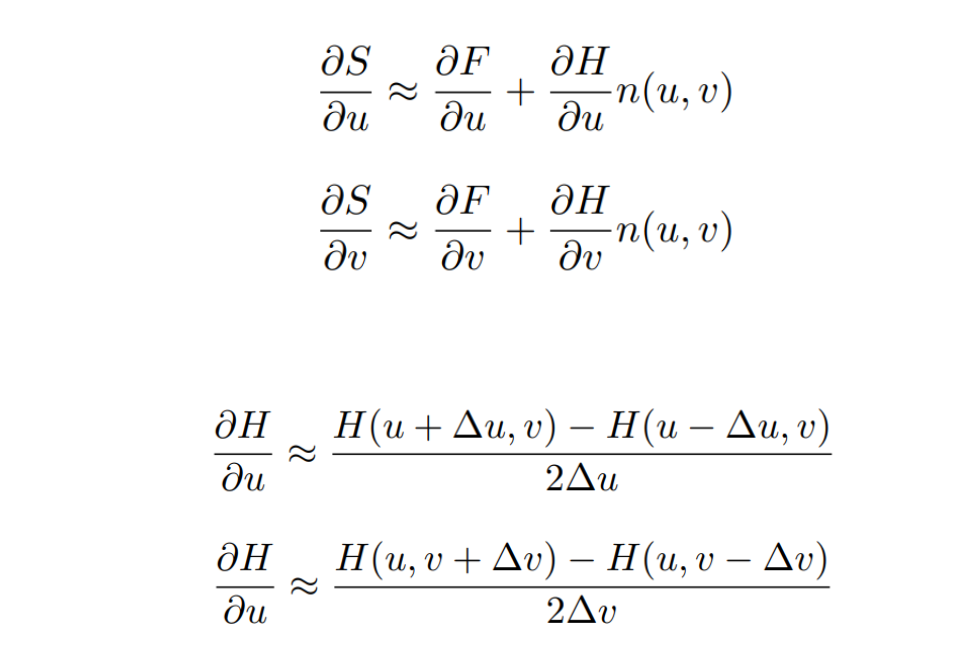 ∂S/∂u ≈ ∂F/∂u + ∂H/∂u n(u, v)
∂S/∂v ≈ ∂F/∂v + ∂H/∂v n(u, v)
∂H/∂u ≈ H(u + Δu, v) − H(u − Δu, v) / 2Δu
∂H/∂u ≈ H(u, v + Δv) − H(u, v − Δv) / 2Δv